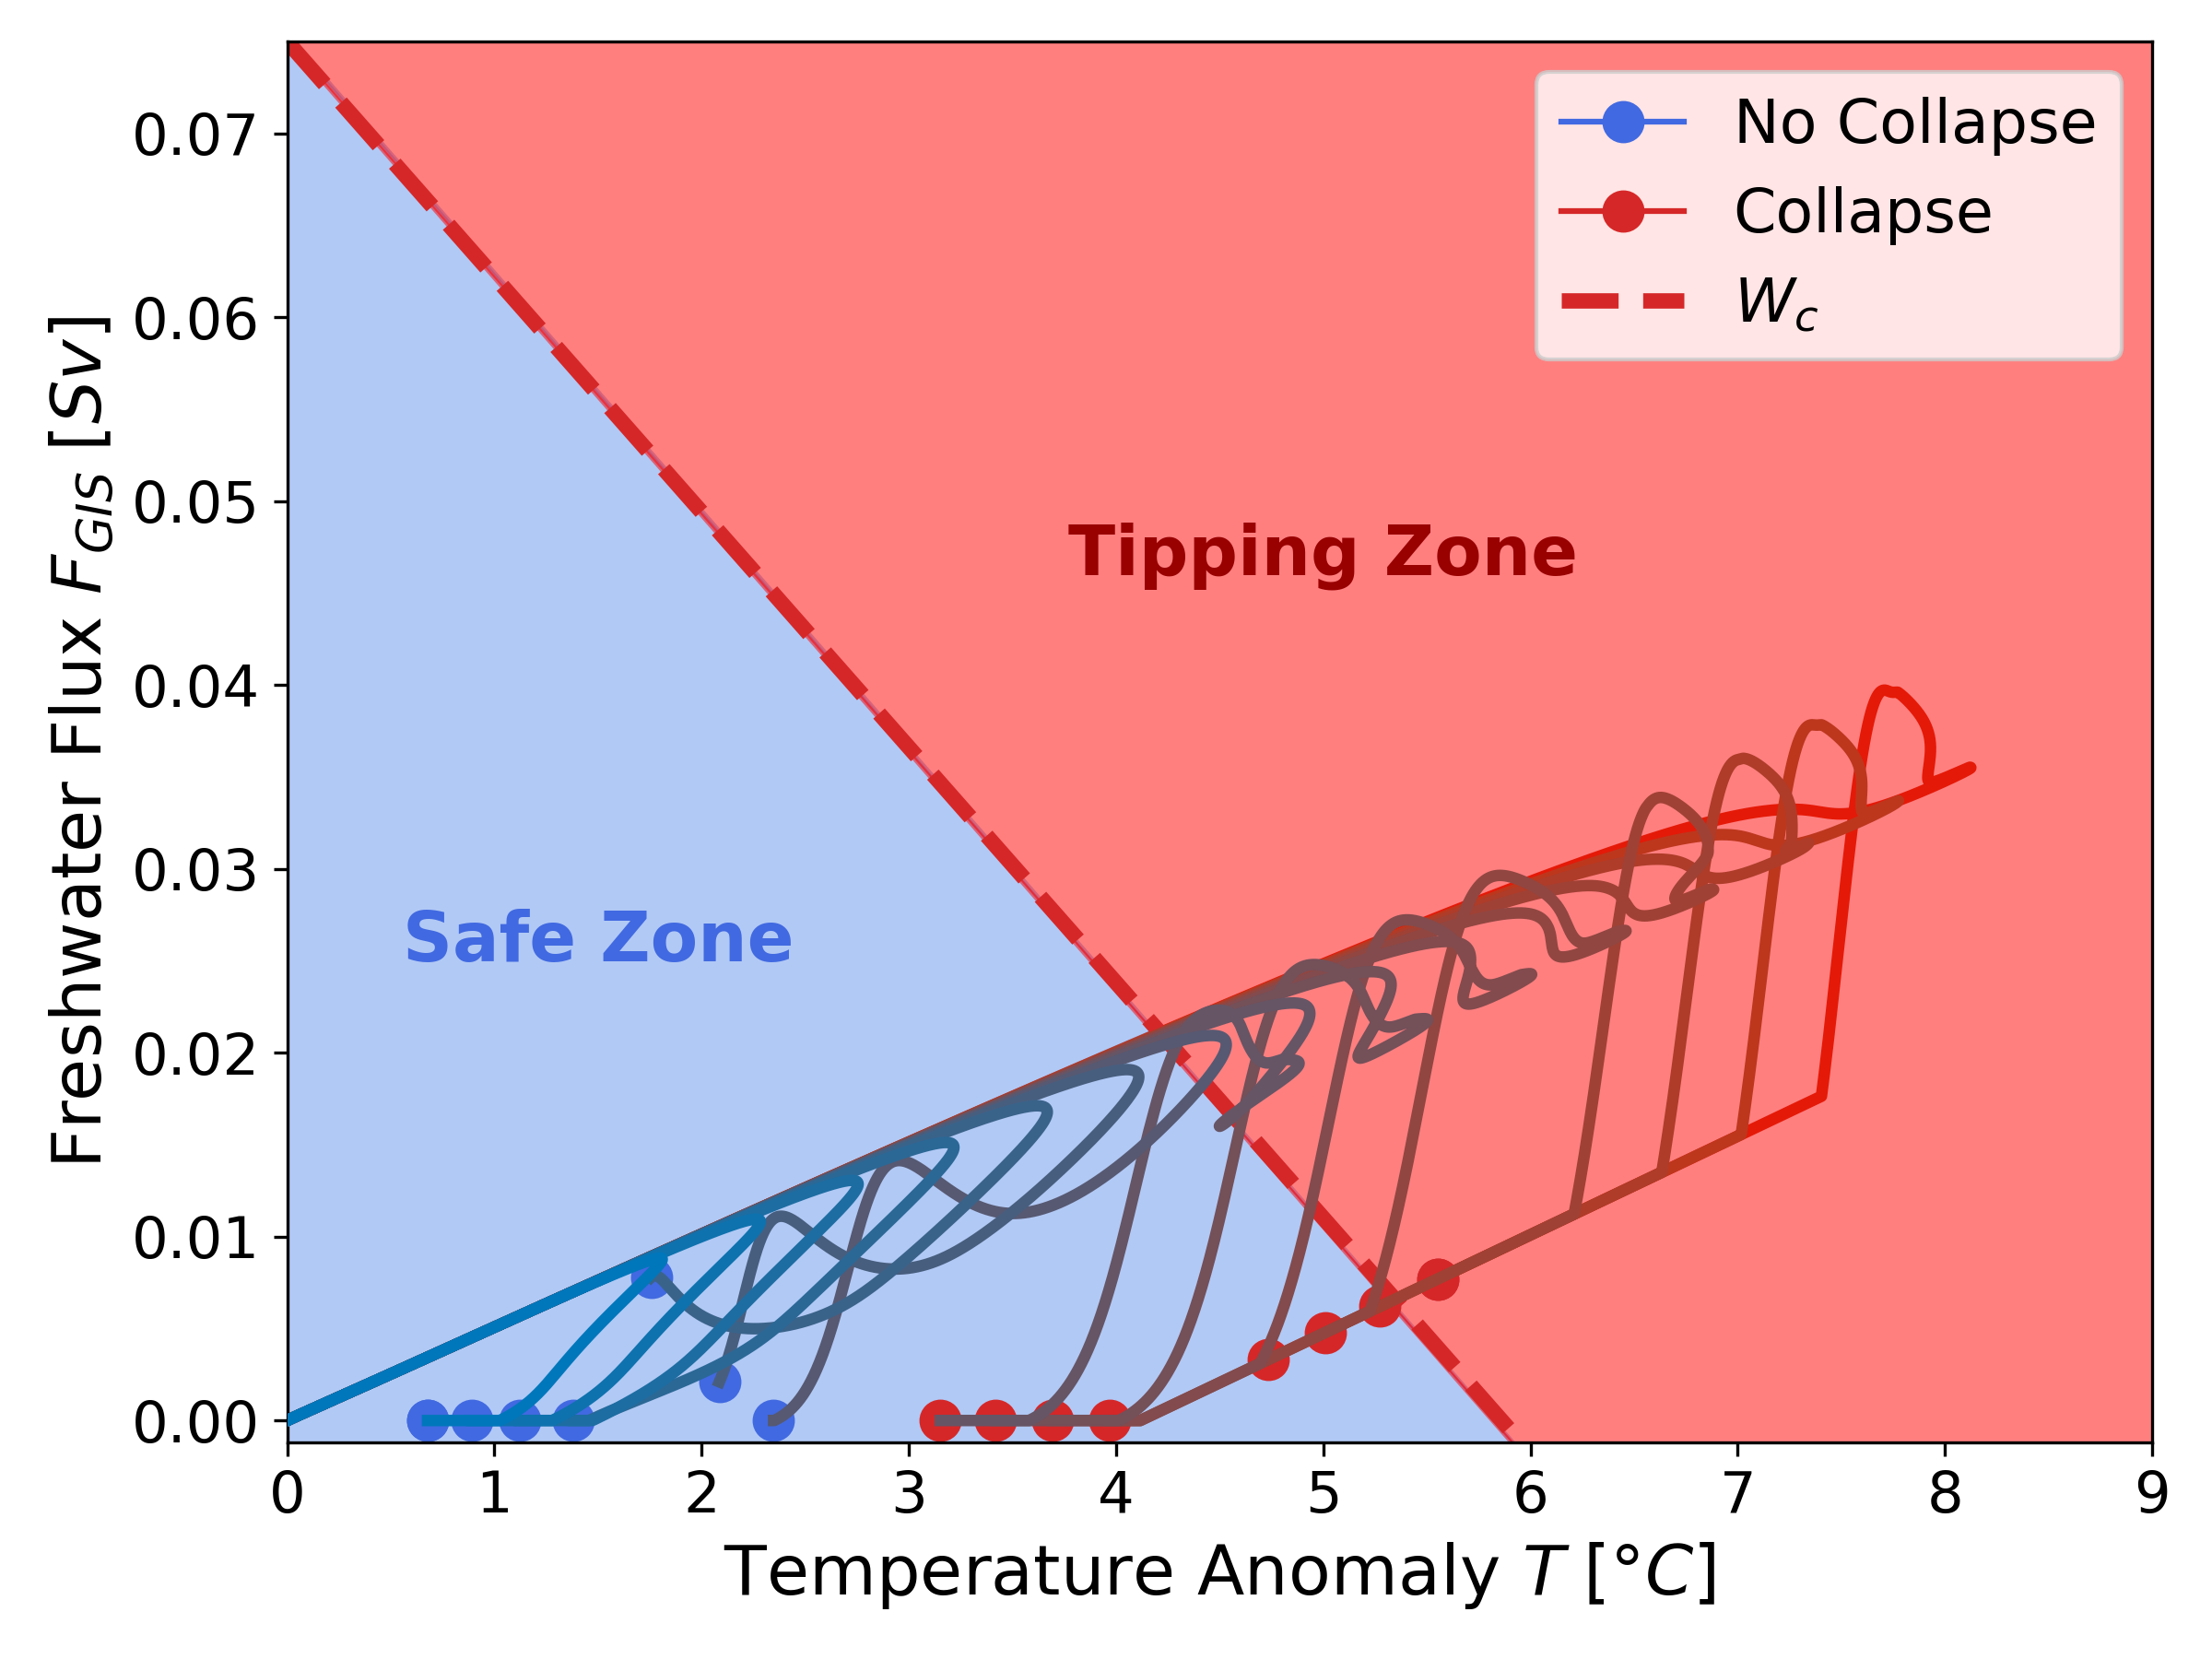 No Collapse
Collapse
W_c
Tipping Zone
Safe Zone
Freshwater Flux F_GIS [Sv]
0.07
0.06
0.05
0.04
0.03
0.02
0.01
0.00
0 1 2 3 4 5 6 7 8 9
Temperature Anomaly T [°C]